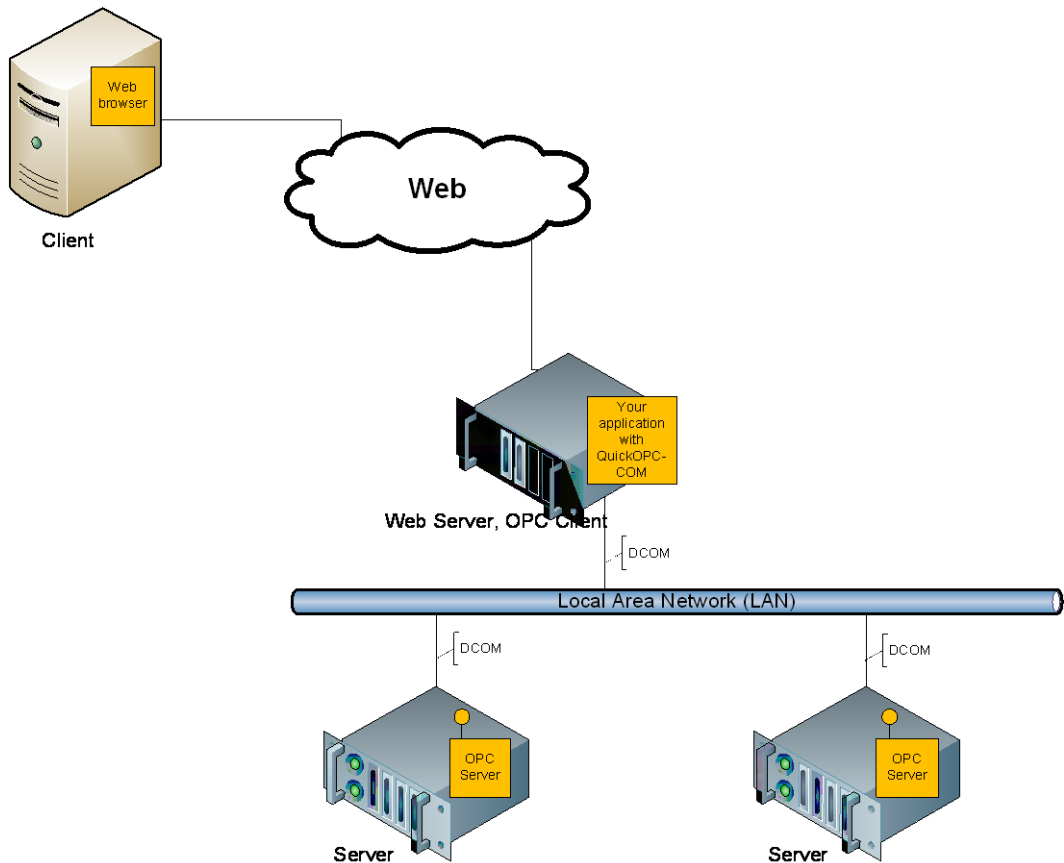 Web
browser
Client
Web
Your
application
with
QuickOPC-
COM
Web Server, OPC Client
DCOM
Local Area Network (LAN)
DCOM
DCOM
OPC
Server
OPC
Server
Server
Server